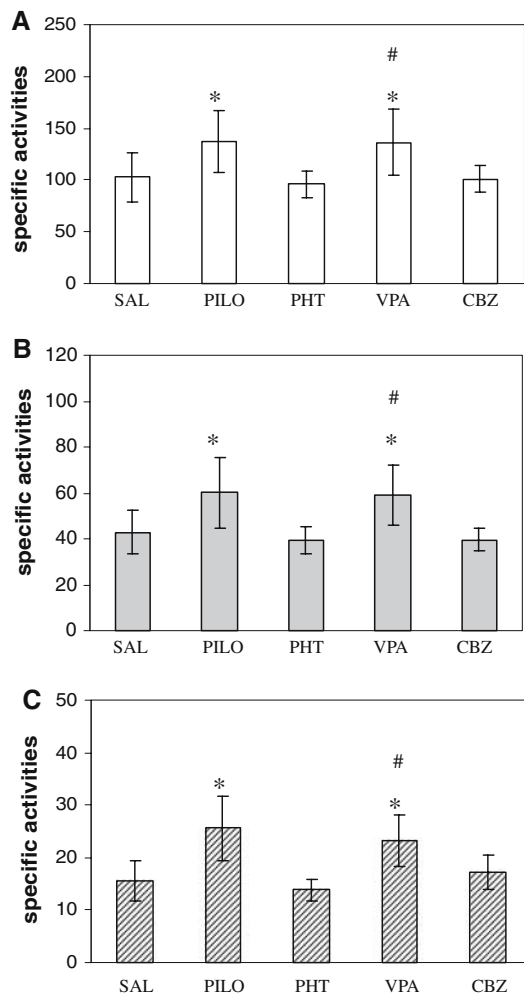 A
250
200
150
100
50
0
specific activities
#
* *
SAL PILO PHT VPA CBZ
B
120
100
80
60
40
20
0
specific activities
#
* *
SAL PILO PHT VPA CBZ
C
50
40
30
20
10
0
specific activities
#
* *
SAL PILO PHT VPA CBZ